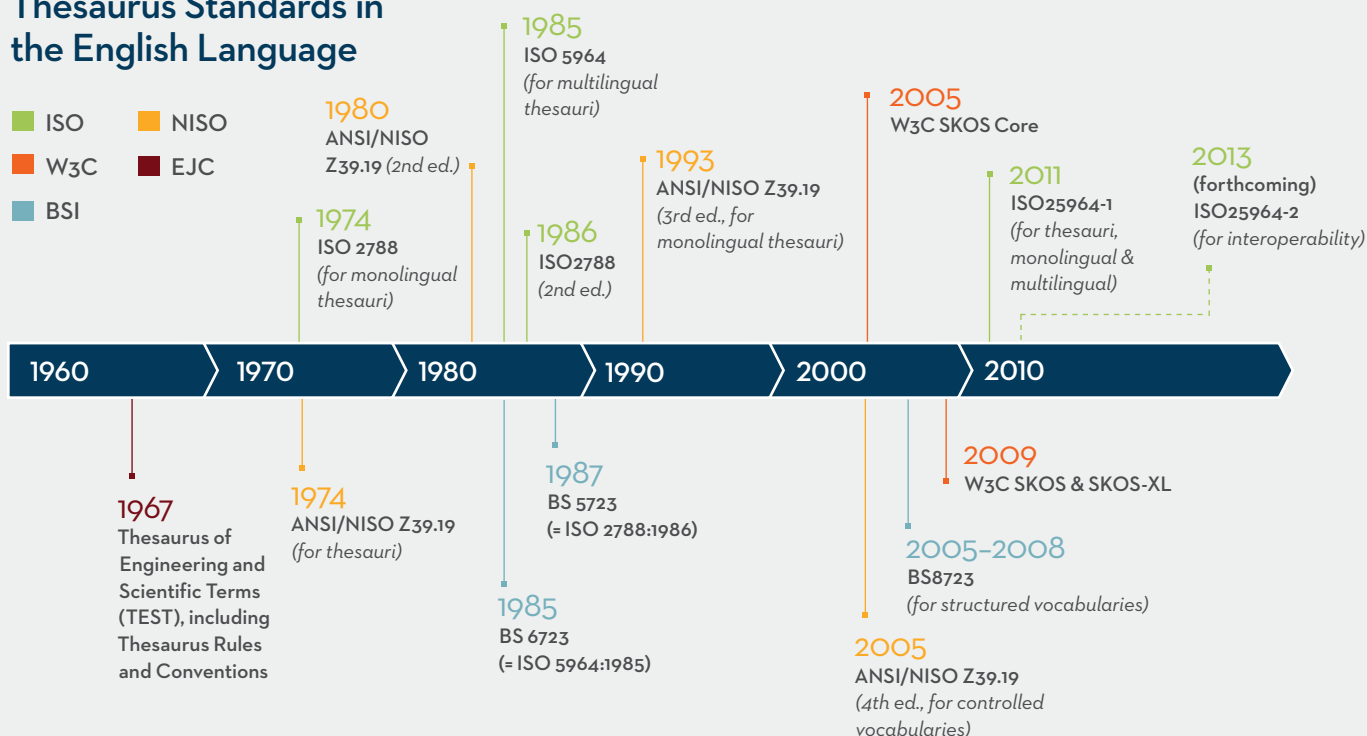 Thesaurus Standards in
the English Language
ISO
NISO
W3C
EJC
BSI
1974
ISO 2788
(for monolingual
thesauri)
1980
ANSI/NISO
Z39.19 (2nd ed.)
1985
ISO 5964
(for multilingual
thesauri)
1986
ISO2788
(2nd ed.)
1993
ANSI/NISO Z39.19
(3rd ed., for
monolingual thesauri)
2005
W3C SKOS Core
2011
ISO25964-1
(for thesauri,
monolingual &
multilingual)
2013
(forthcoming)
ISO25964-2
(for interoperability)
1960
1970
1980
1990
2000
2010
1967
Thesaurus of
Engineering and
Scientific Terms
(TEST), including
Thesaurus Rules
and Conventions
1974
ANSI/NISO Z39.19
(for thesauri)
1985
BS 6723
(= ISO 5964:1985)
1987
BS 5723
(= ISO 2788:1986)
2005
ANSI/NISO Z39.19
(4th ed., for controlled
vocabularies)
2005–2008
BS8723
(for structured vocabularies)
2009
W3C SKOS & SKOS-XL